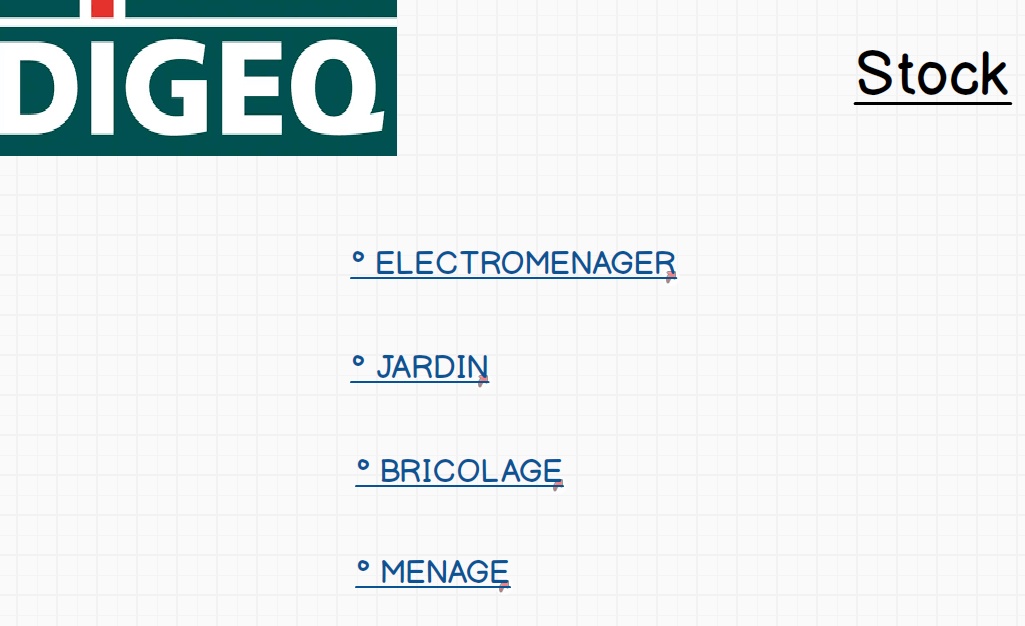 DIGEQ
Stock
° ELECTROMENAGER
° JARDIN
° BRICOLAGE
° MENAGE